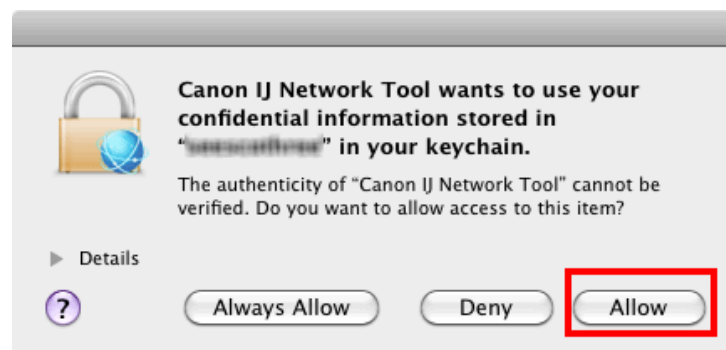 Canon IJ Network Tool wants to use your
confidential information stored in
“ ” in your keychain.
The authenticity of “Canon IJ Network Tool” cannot be
verified. Do you want to allow access to this item?
Details
? Always Allow Deny Allow